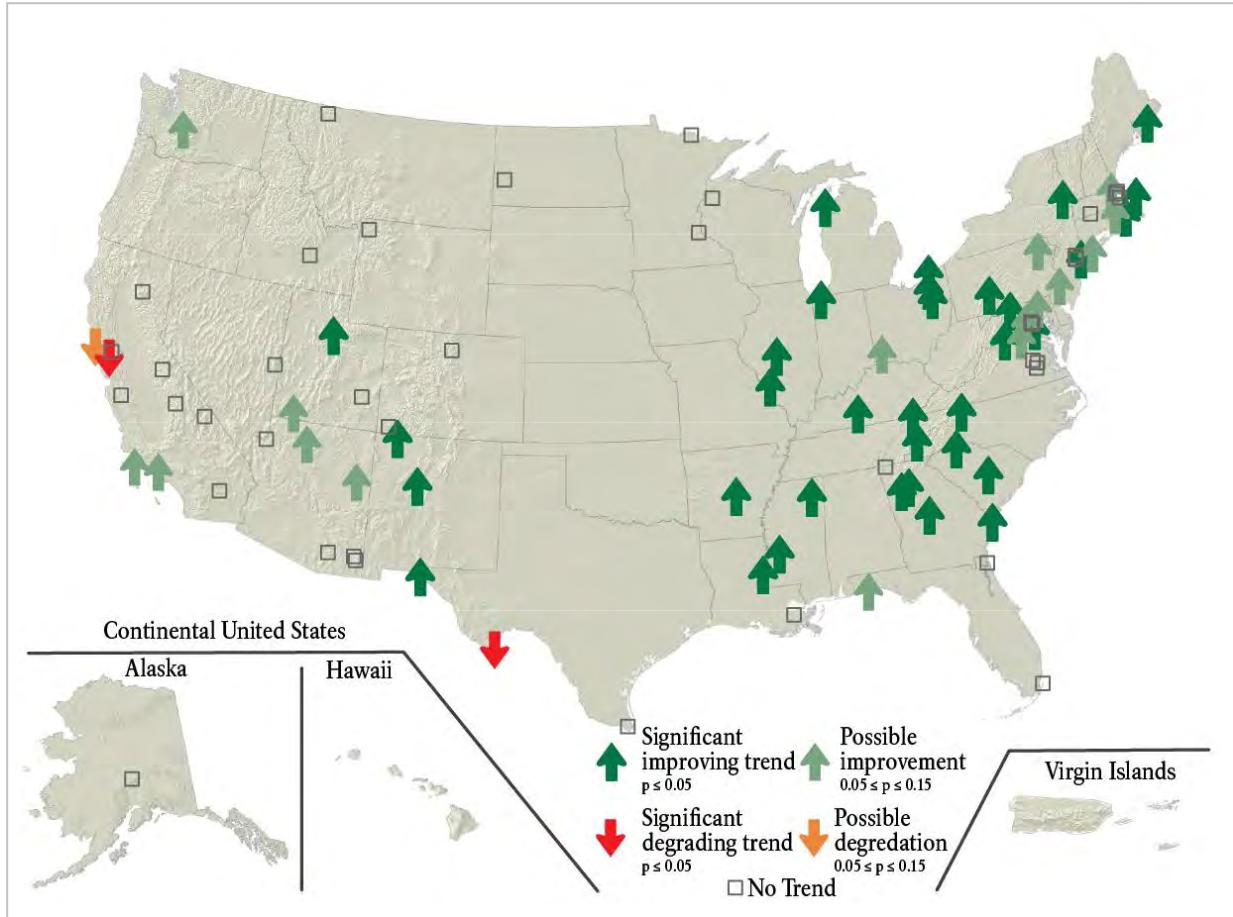 Continental United States
Alaska
Hawaii
Significant
improving trend
p ≤ 0.05
Possible
improvement
0.05 ≤ p ≤ 0.15
Significant
degrading trend
p ≤ 0.05
Possible
degredation
0.05 ≤ p ≤ 0.15
No Trend
Virgin Islands